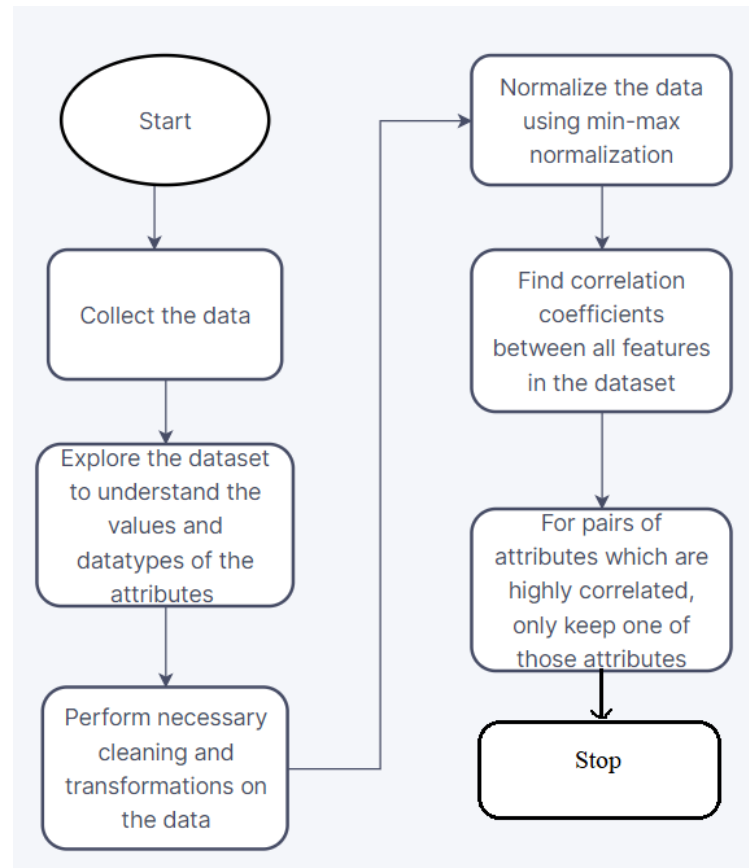 Start
Collect the data
Explore the dataset
to understand the
values and
datatypes of the
attributes
Perform necessary
cleaning and
transformations on
the data
Normalize the data
using min-max
normalization
Find correlation
coefficients
between all features
in the dataset
For pairs of
attributes which are
highly correlated,
only keep one of
those attributes
Stop